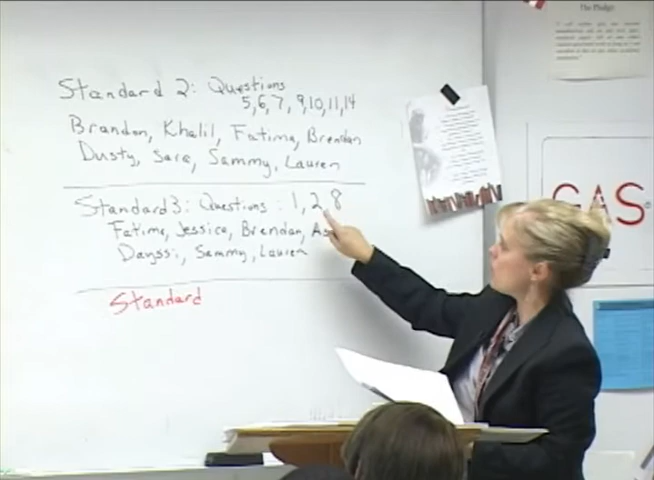 Standard 2: Questions
5,6,7, 9,10,11,14
Brandon, Khalil, Fatima, Brendan
Dusty, Sara, Sammy, Lauren
Standard 3: Questions : 1, 2, 8
Fatima, Jessica, Brendan,
Dayssi, Sammy, Lauren
Standard
The Pledge
GAS